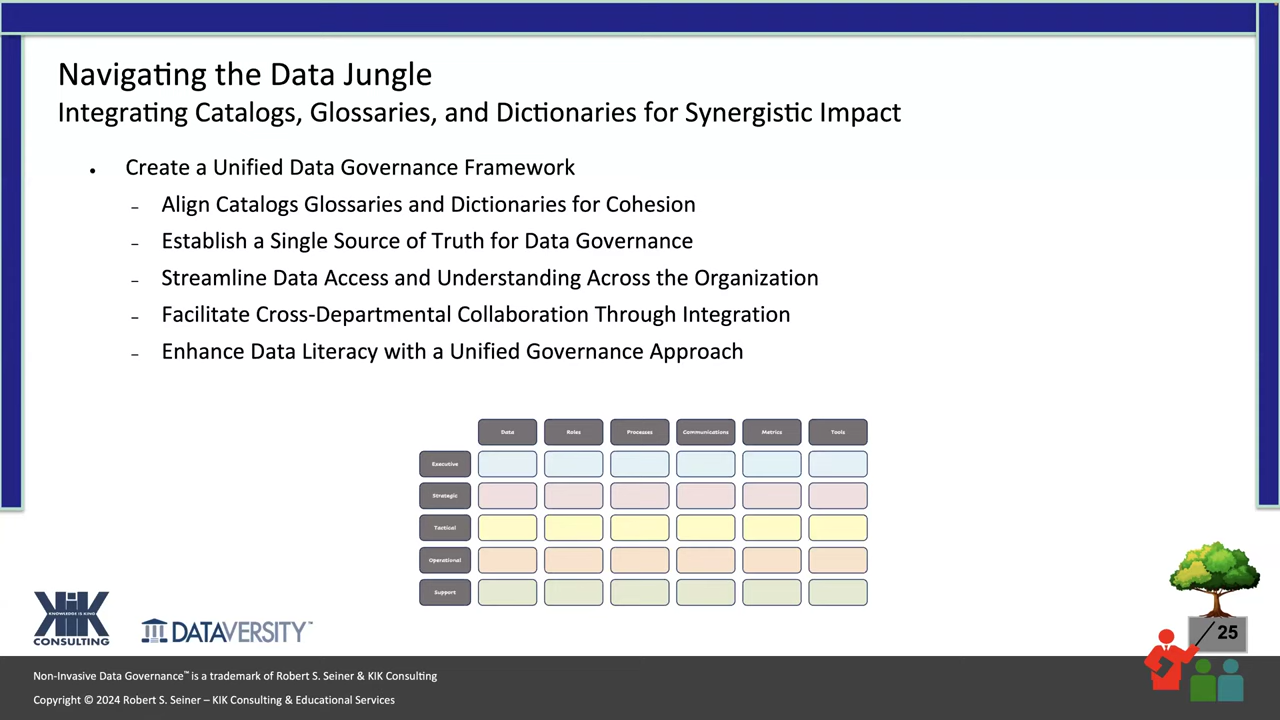 Navigating the Data Jungle
Integrating Catalogs, Glossaries, and Dictionaries for Synergistic Impact
• Create a Unified Data Governance Framework
– Align Catalogs Glossaries and Dictionaries for Cohesion
– Establish a Single Source of Truth for Data Governance
– Streamline Data Access and Understanding Across the Organization
– Facilitate Cross-Departmental Collaboration Through Integration
– Enhance Data Literacy with a Unified Governance Approach
Data Roles Processes Communications Metrics Tools
Executive
Strategic
Tactical
Operational
Support
KIK
KNOWLEDGE IS KING
CONSULTING
DATAVERSITY™
25
Non-Invasive Data Governance™ is a trademark of Robert S. Seiner & KIK Consulting
Copyright © 2024 Robert S. Seiner – KIK Consulting & Educational Services